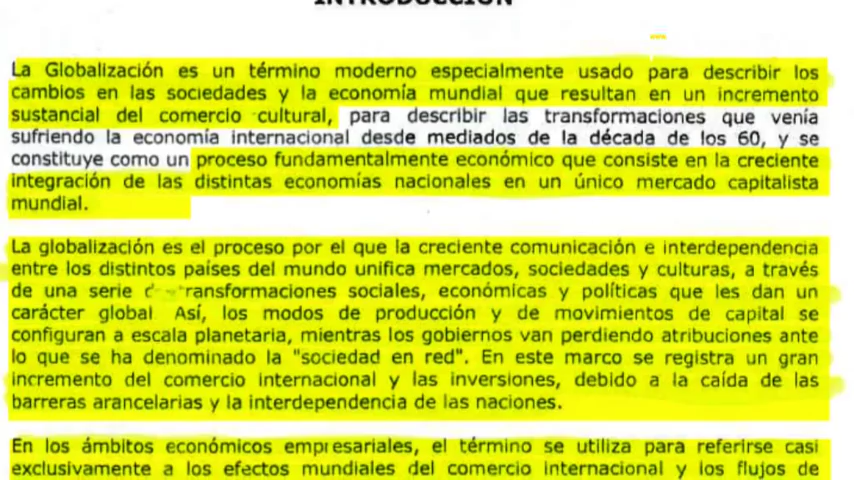 INTRODUCCIÓN
La Globalización es un término moderno especialmente usado para describir los
cambios en las sociedades y la economía mundial que resultan en un incremento
sustancial del comercio cultural, para describir las transformaciones que venía
sufriendo la economía internacional desde mediados de la década de los 60, y se
constituye como un proceso fundamentalmente económico que consiste en la creciente
integración de las distintas economías nacionales en un único mercado capitalista
mundial.
La globalización es el proceso por el que la creciente comunicación e interdependencia
entre los distintos países del mundo unifica mercados, sociedades y culturas, a través
de una serie ransformaciones sociales, económicas y políticas que les dan un
carácter global. Así, los modos de producción y de movimientos de capital se
configuran a escala planetaria, mientras los gobiernos van perdiendo atribuciones ante
lo que se ha denominado la "sociedad en red". En este marco se registra un gran
incremento del comercio internacional y las inversiones, debido a la caída de las
barreras arancelarias y la interdependencia de las naciones.
En los ámbitos económicos empresariales, el término se utiliza para referirse casi
exclusivamente a los efectos mundiales del comercio internacional y los flujos de